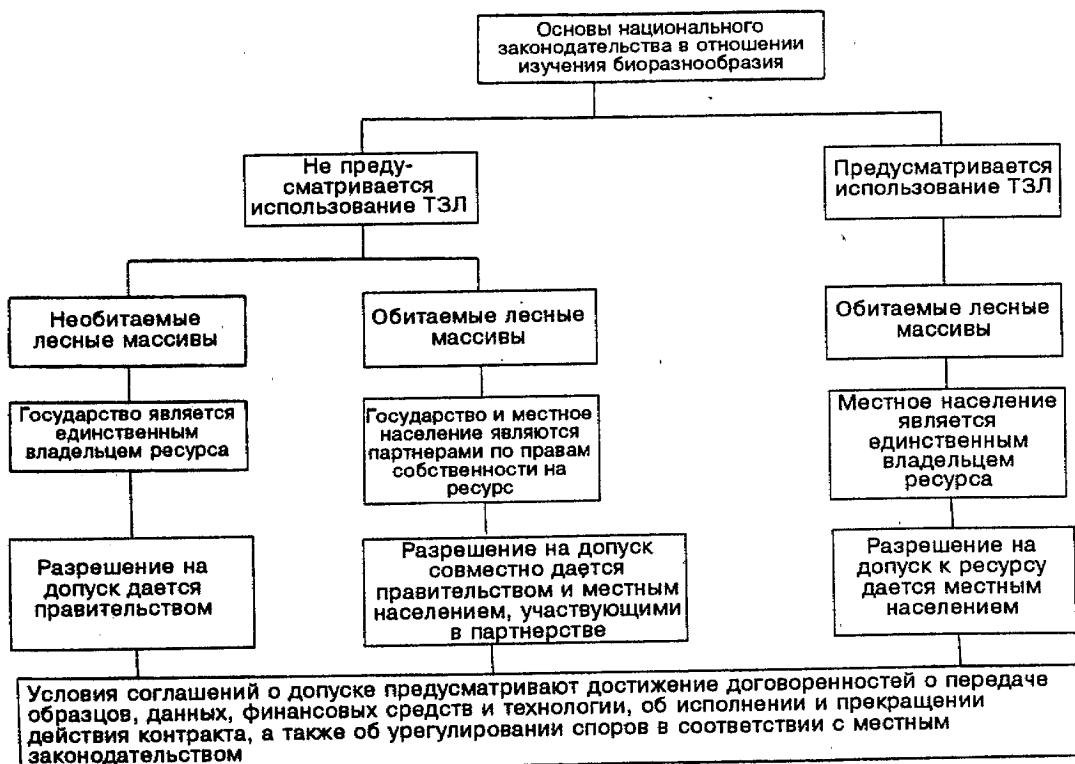 Основы национального
законодательства в отношении
изучения биоразнообразия
Не преду-
сматривается
использование ТЗЛ
Предусматривается
использование ТЗЛ
Необитаемые
лесные массивы
Обитаемые лесные
массивы
Обитаемые лесные
массивы
Государство является
единственным
владельцем ресурса
Государство и местное
население являются
партнерами по правам
собственности на
ресурс
Местное население
является
единственным
владельцем
ресурса
Разрешение на
допуск дается
правительством
Разрешение на допуск
совместно дается
правительством и местным
населением, участвующими
в партнерстве
Разрешение на
допуск к ресурсу
дается местным
населением
Условия соглашений о допуске предусматривают достижение договоренностей о передаче
образцов, данных, финансовых средств и технологии, об исполнении и прекращении
действия контракта, а также об урегулировании споров в соответствии с местным
законодательством